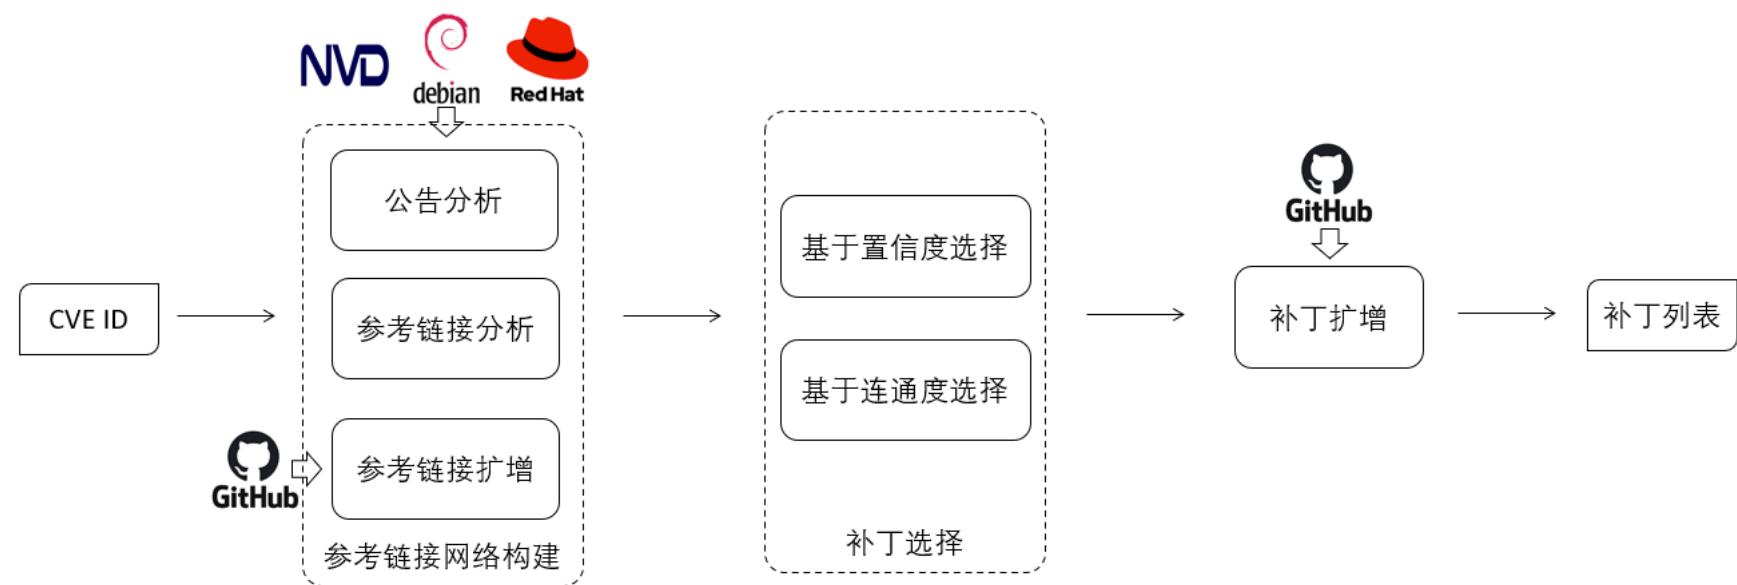 NVD
debian
Red Hat
公告分析
参考链接分析
参考链接扩增
参考链接网络构建
CVE ID
GitHub
基于置信度选择
基于连通度选择
补丁选择
GitHub
补丁扩增
补丁列表